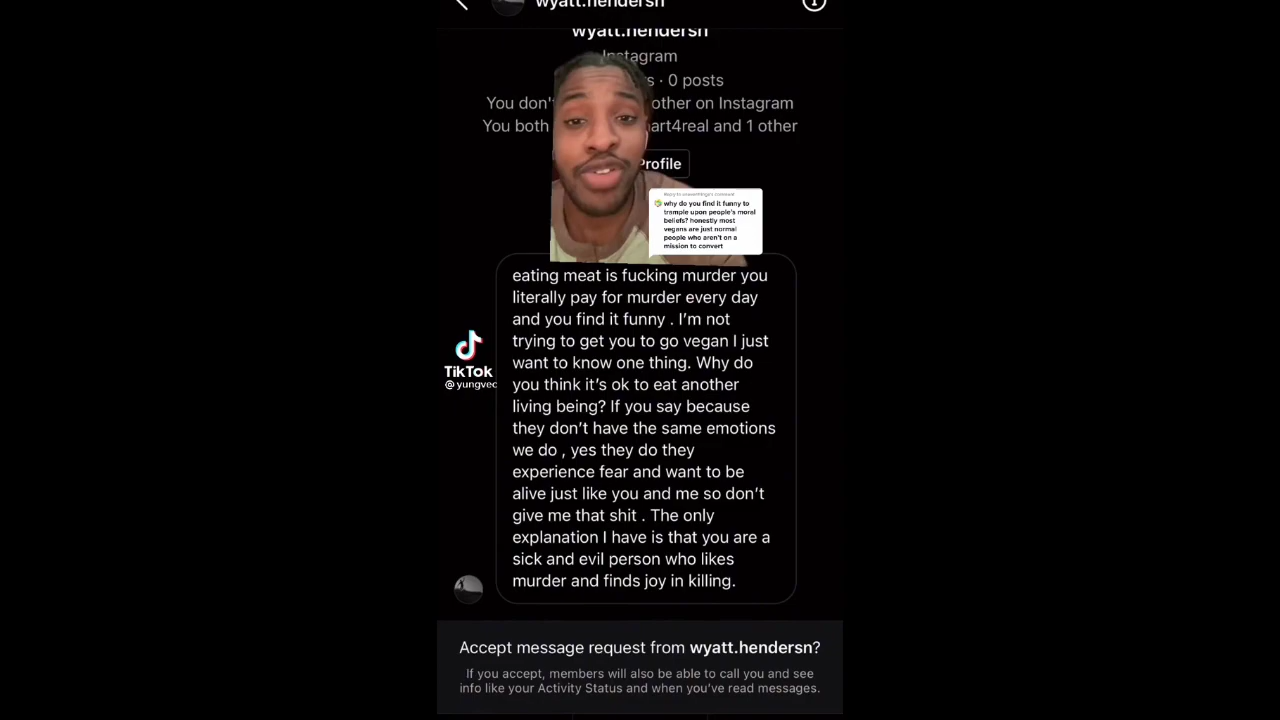 wyatt.hendersn
wyatt.hendersn
Instagram
s · 0 posts
You don't other on Instagram
You both art4real and 1 other
Profile
why do you find it funny to
trample upon people's moral
beliefs? honestly most
vegans are just normal
people who aren't on a
mission to convert
eating meat is fucking murder you
literally pay for murder every day
and you find it funny . I'm not
trying to get you to go vegan I just
want to know one thing. Why do
you think it's ok to eat another
living being? If you say because
they don't have the same emotions
we do , yes they do they
experience fear and want to be
alive just like you and me so don't
give me that shit . The only
explanation I have is that you are a
sick and evil person who likes
murder and finds joy in killing.
TikTok
@yungvec
Accept message request from wyatt.hendersn?
If you accept, members will also be able to call you and see
info like your Activity Status and when you've read messages.